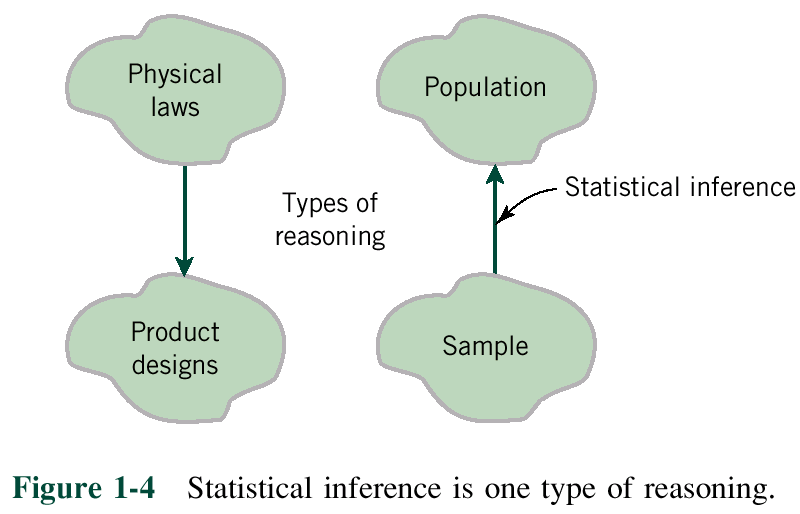 Physical
laws
Population
Types of
reasoning
Statistical inference
Product
designs
Sample
Figure 1-4 Statistical inference is one type of reasoning.